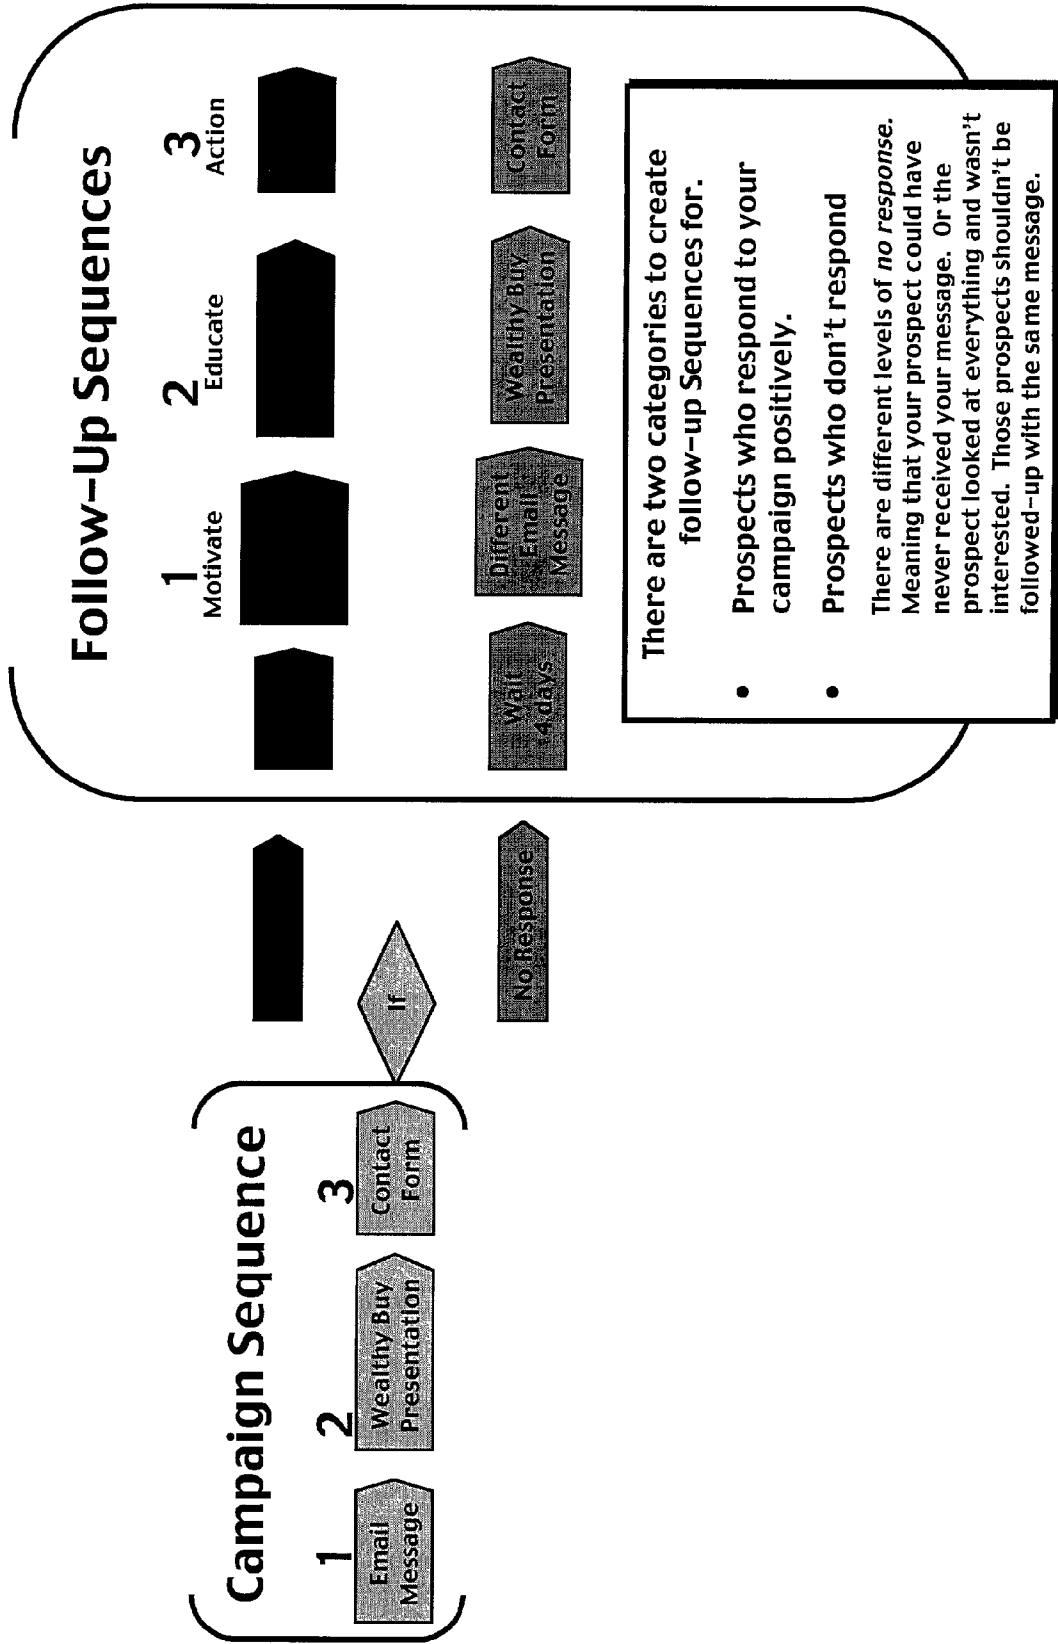 Campaign Sequence
1
Email
Message
2
Wealthy Buy
Presentation
3
Contact
Form
If
No Response
Follow-Up Sequences
1
Motivate
2
Educate
3
Action
Wait
4 days
Different
Email
Message
Wealthy Buy
Presentation
Contact
Form
There are two categories to create
follow-up Sequences for.
• Prospects who respond to your
campaign positively.
• Prospects who don't respond
There are different levels of no response.
Meaning that your prospect could have
never received your message. Or the
prospect looked at everything and wasn't
interested. Those prospects shouldn't be
followed-up with the same message.